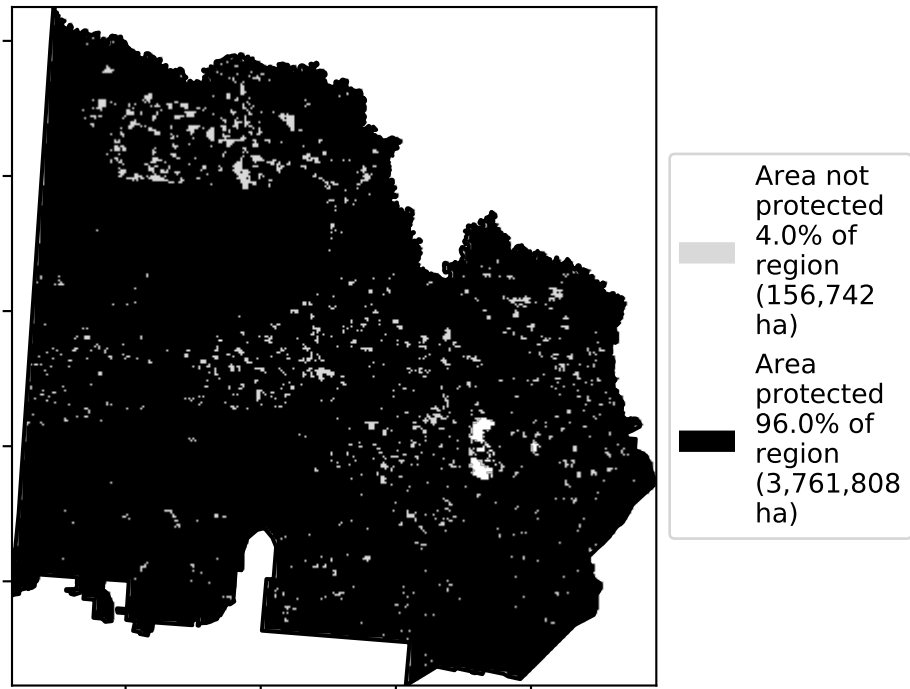 Area not
protected
4.0% of
region
(156,742
ha)
Area
protected
96.0% of
region
(3,761,808
ha)